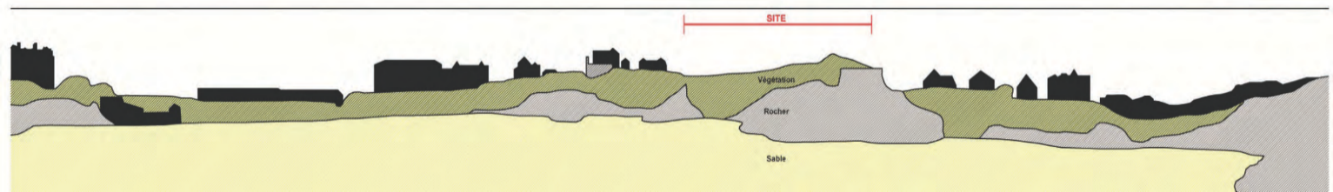 SITE
Végétation
Rocher
Sable